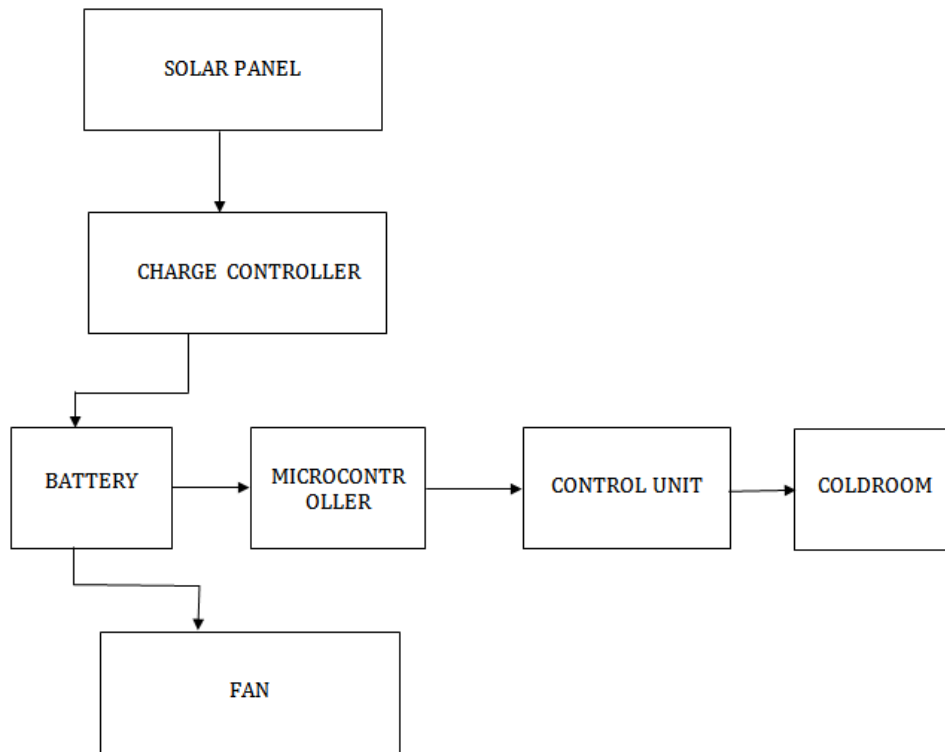 SOLAR PANEL
CHARGE CONTROLLER
BATTERY
MICROCONTR
OLLER
CONTROL UNIT
COLDROOM
FAN